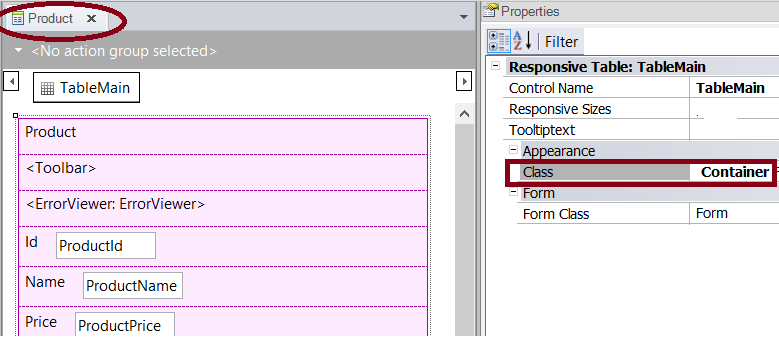 Product
<No action group selected>
TableMain
Product
<Toolbar>
<ErrorViewer: ErrorViewer>
Id ProductId
Name ProductName
Price ProductPrice
Properties
Filter
Responsive Table: TableMain
Control Name TableMain
Responsive Sizes .
Tooltiptext
Appearance
Class Container
Form
Form Class Form